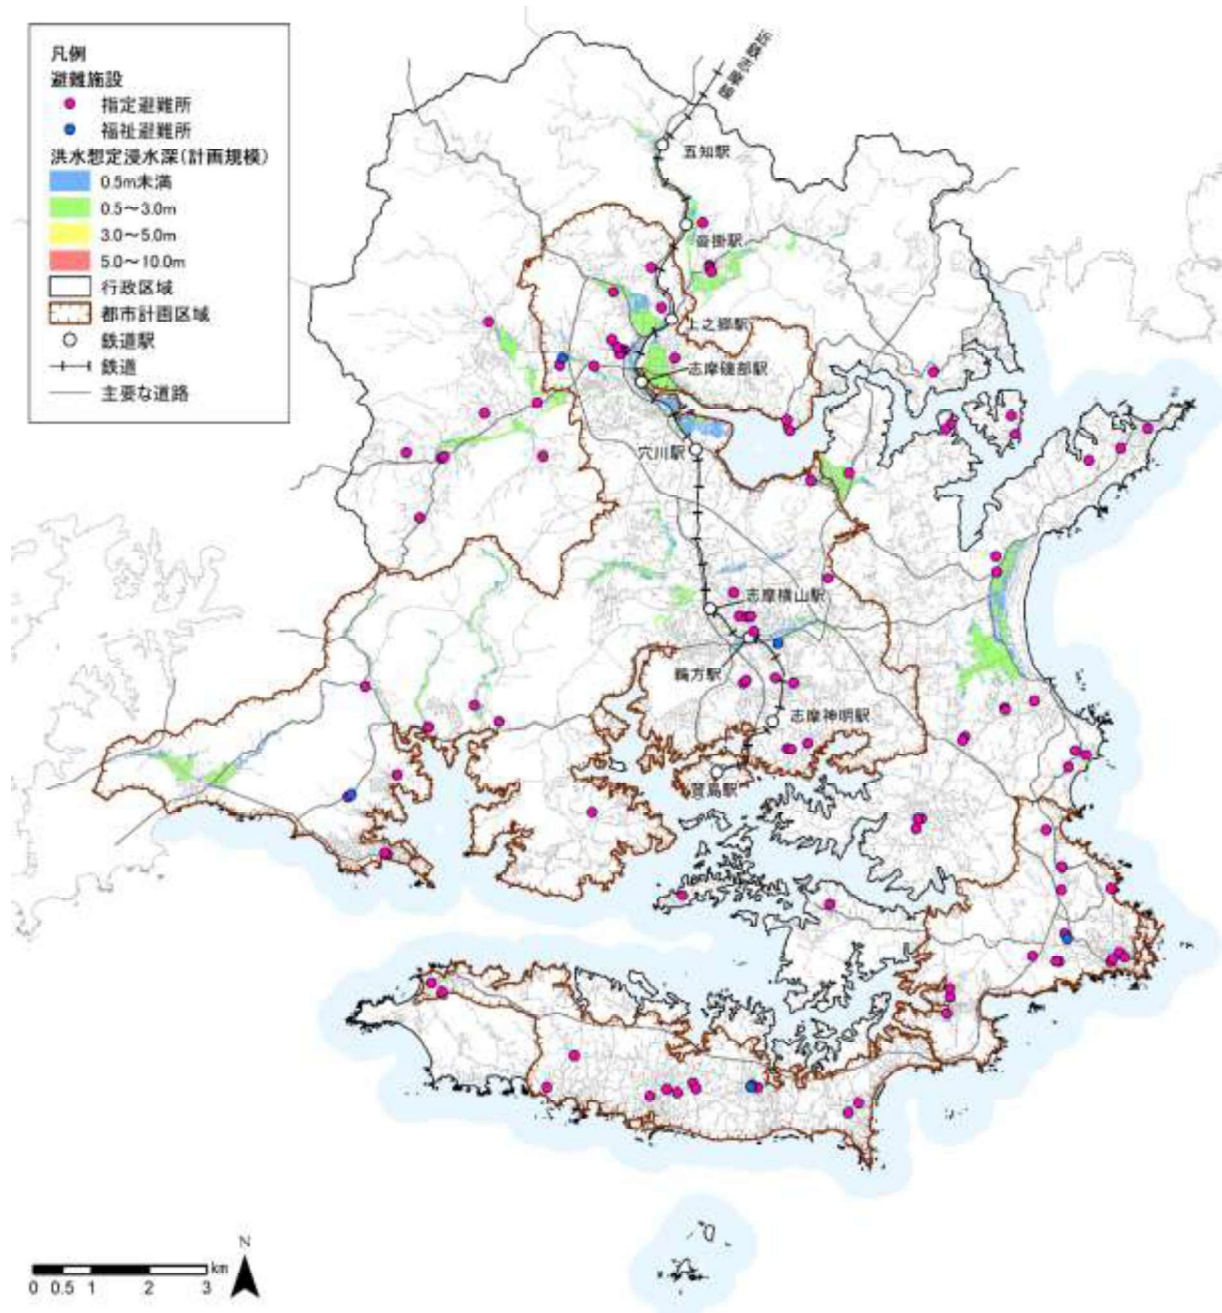 凡例
避難施設
指定避難所
福祉避難所
洪水想定浸水深(計画規模)
0.5m未満
0.5～3.0m
3.0～5.0m
5.0～10.0m
行政区域
都市計画区域
鉄道駅
鉄道
主要な道路
近鉄志摩線
五知駅
沓掛駅
上之郷駅
志摩磯部駅
穴川駅
志摩横山駅
鵜方駅
志摩神明駅
賢島駅
N
km
0 0.5 1 2 3